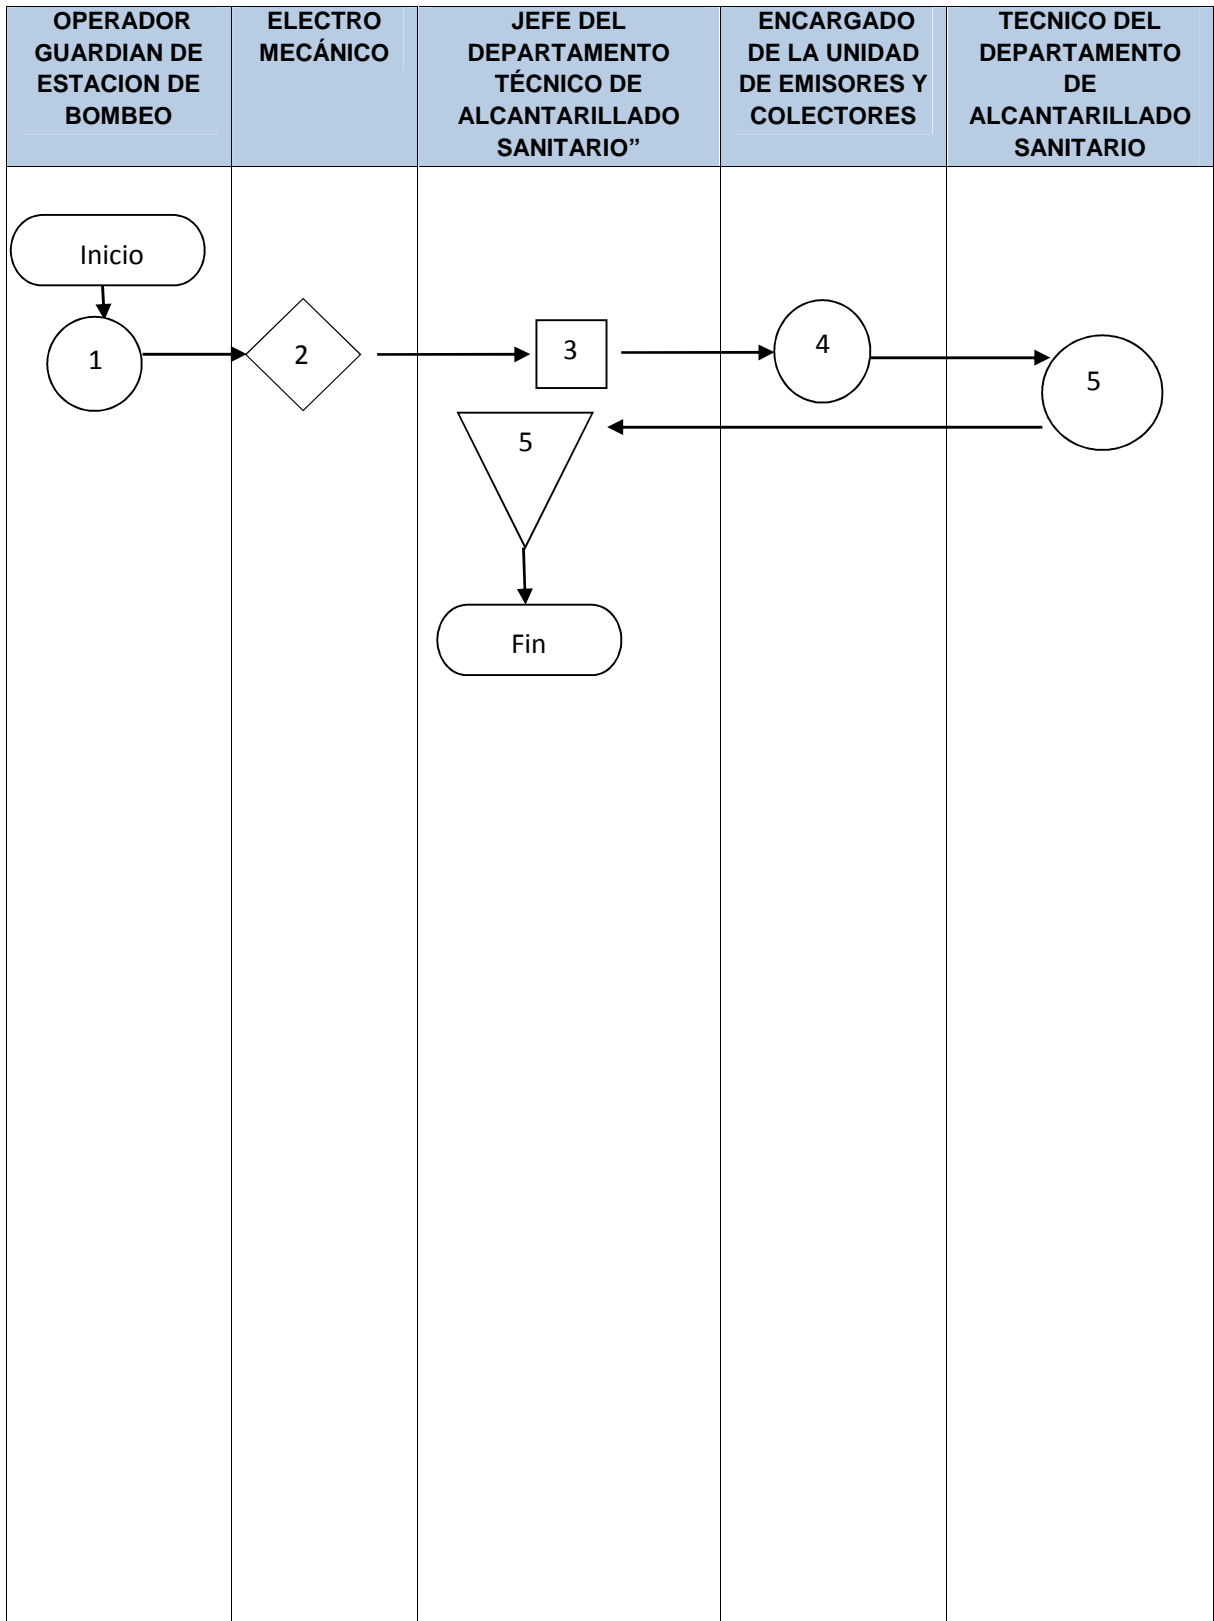 OPERADOR
GUARDIAN DE
ESTACION DE
BOMBEO
ELECTRO
MECÁNICO
JEFE DEL
DEPARTAMENTO
TÉCNICO DE
ALCANTARILLADO
SANITARIO”
ENCARGADO
DE LA UNIDAD
DE EMISORES Y
COLECTORES
TECNICO DEL
DEPARTAMENTO
DE
ALCANTARILLADO
SANITARIO
Inicio
1
2
3
4
5
5
Fin